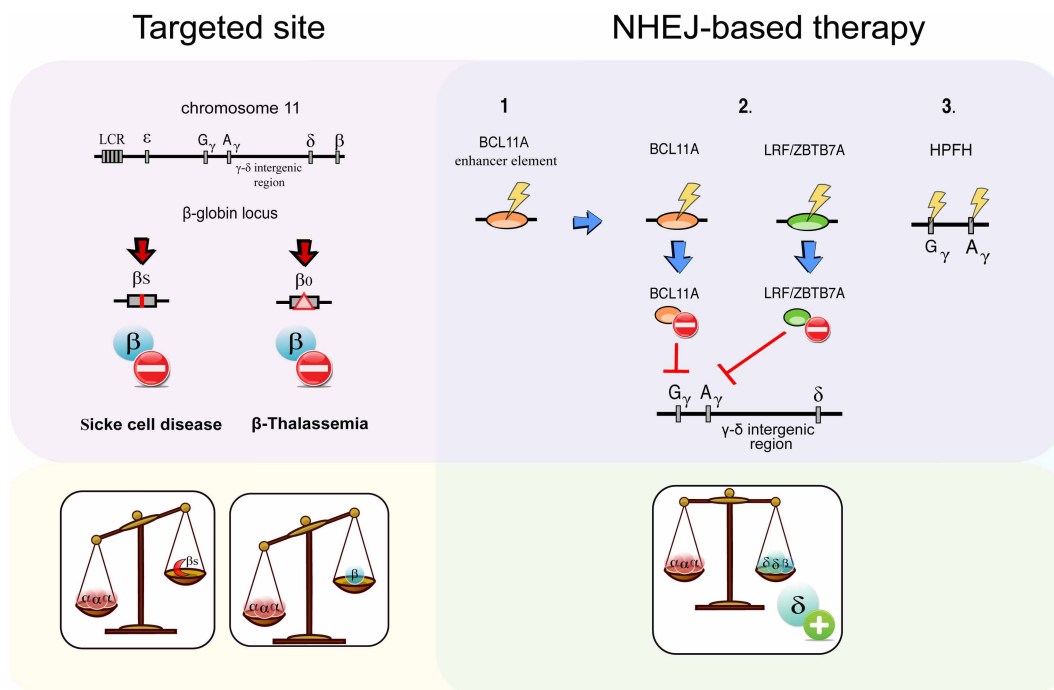 Targeted site
NHEJ-based therapy
chromosome 11
LCR ε Gγ Aγ δ β
γ-δ intergenic
region
β-globin locus
βs
β0
β
β
Sicke cell disease
β-Thalassemia
1
2.
3.
BCL11A
enhancer element
BCL11A
LRF/ZBTB7A
HPFH
Gγ Aγ
BCL11A
LRF/ZBTB7A
Gγ Aγ δ
γ-δ intergenic
region
ααα
βs
ααα
β
ααα
δδβ
δ